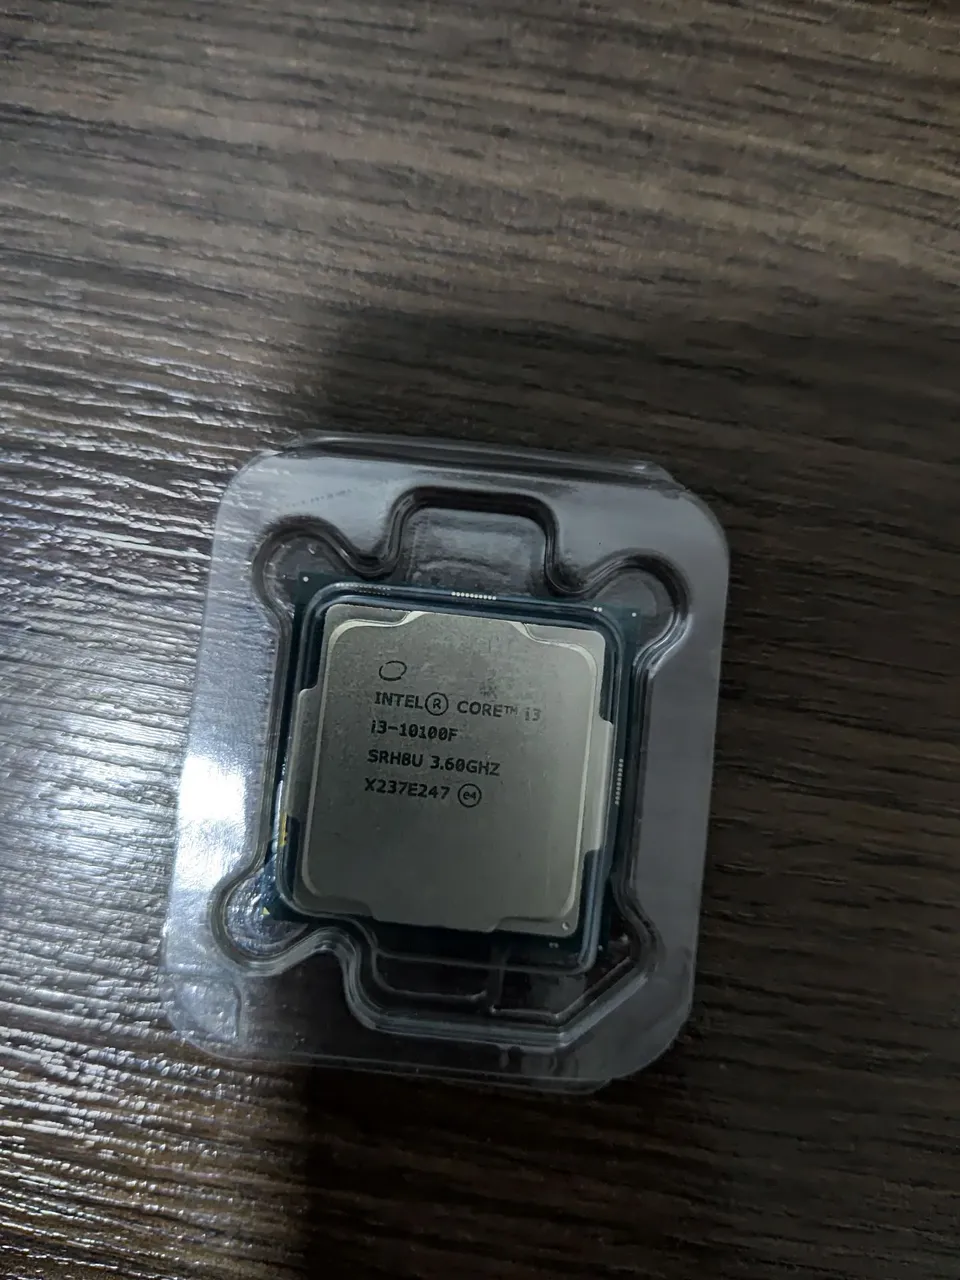 INTEL® CORE™ i3
i3-10100F
SRH8U 3.60GHZ
X237E247 e4